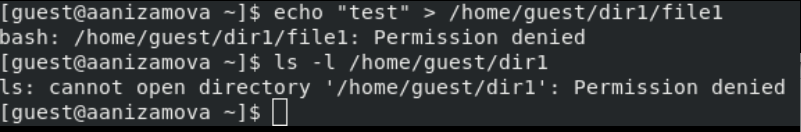 [guest@aanizamova ~]$ echo "test" > /home/guest/dir1/file1
bash: /home/guest/dir1/file1: Permission denied
[guest@aanizamova ~]$ ls -l /home/guest/dir1
ls: cannot open directory '/home/guest/dir1': Permission denied
[guest@aanizamova ~]$